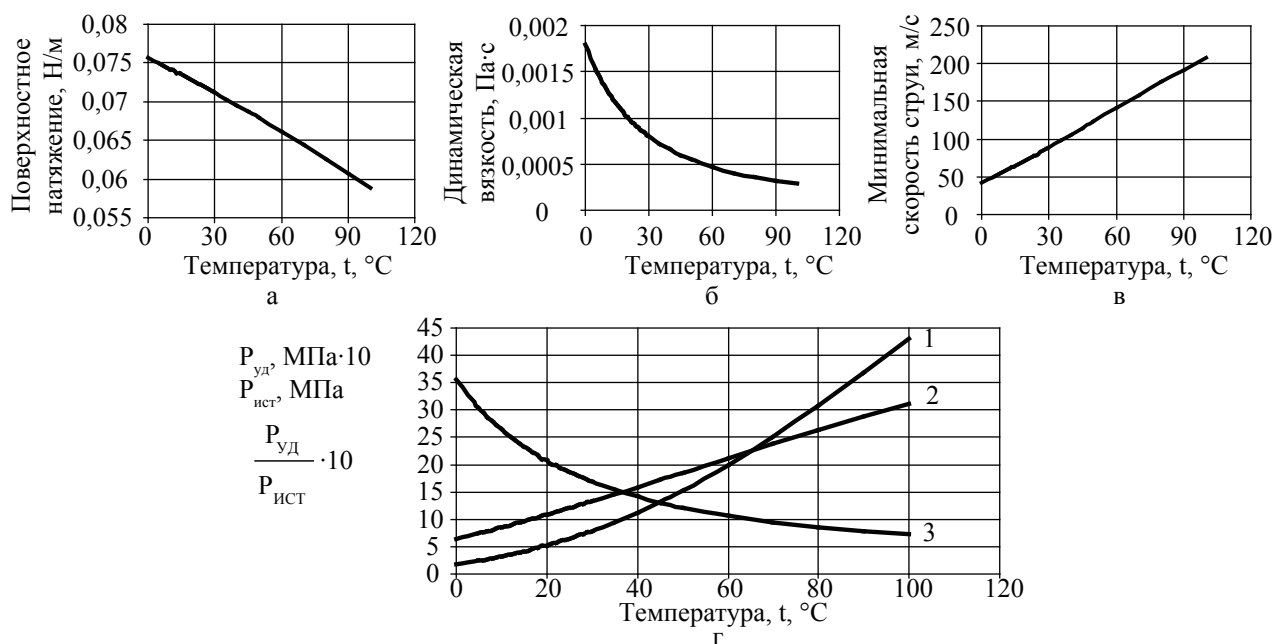 Поверхностное
натяжение, Н/м
0,08
0,075
0,07
0,065
0,06
0,055
0 30 60 90 120
Температура, t, °C
а
Динамическая
вязкость, Па·с
0,002
0,0015
0,001
0,0005
0
0 30 60 90 120
Температура, t, °C
б
Минимальная
скорость струи, м/с
250
200
150
100
50
0
0 30 60 90 120
Температура, t, °C
в
Pуд, МПа·10
Pист, МПа
PУД
·10
PИСТ
45
40
35
30
25
20
15
10
5
0
1
2
3
0 20 40 60 80 100 120
Температура, t, °C
г